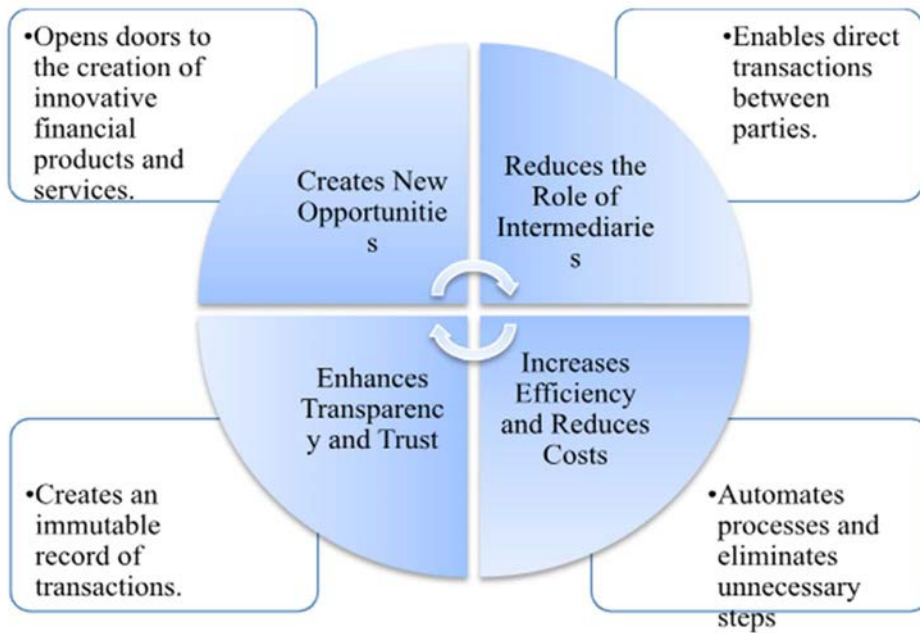 •Opens doors to
the creation of
innovative
financial
products and
services.
•Enables direct
transactions
between
parties.
Creates New
Opportunitie
s
Reduces the
Role of
Intermediarie
s
Enhances
Transparenc
y and Trust
Increases
Efficiency
and Reduces
Costs
•Creates an
immutable
record of
transactions.
•Automates
processes and
eliminates
unnecessary
steps